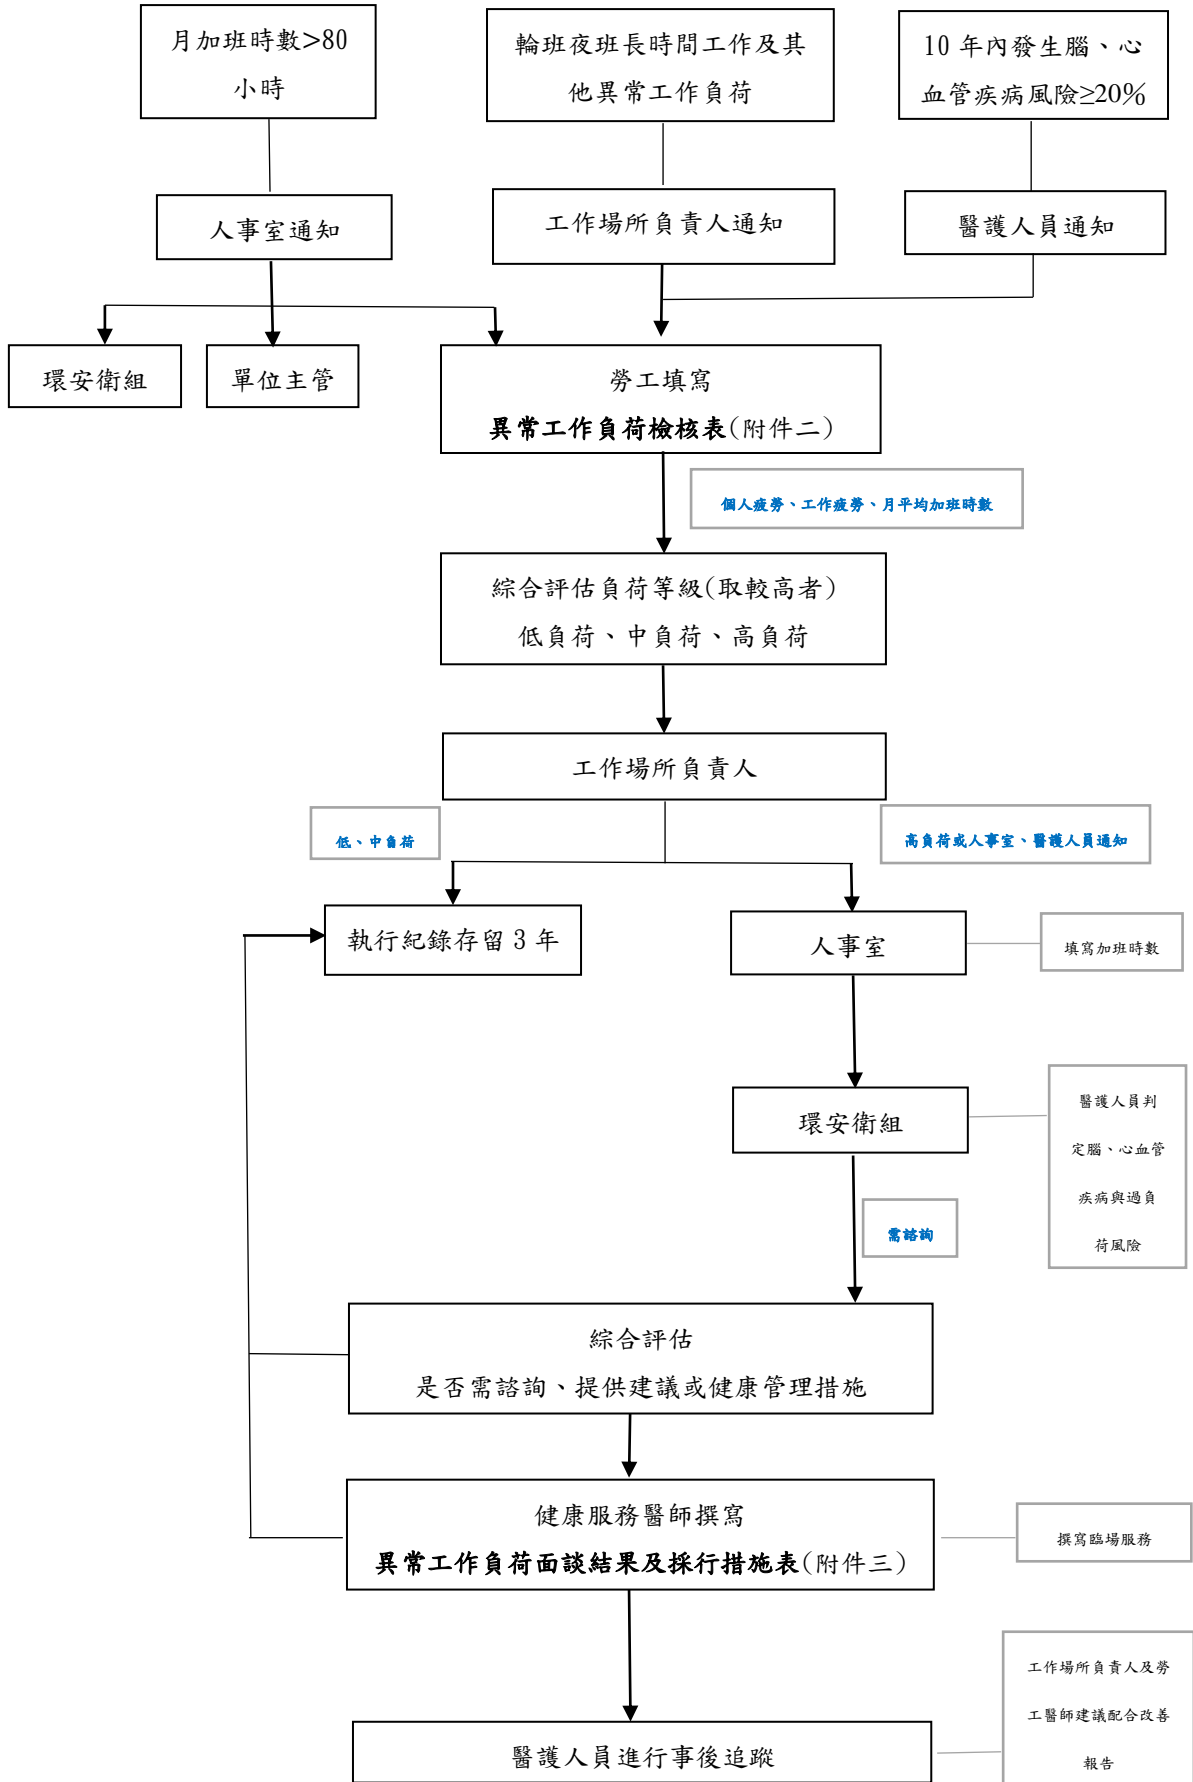 月加班時數>80
小時
輪班夜班長時間工作及其
他異常工作負荷
10 年內發生腦、心
血管疾病風險≥20%
人事室通知
工作場所負責人通知
醫護人員通知
環安衛組
單位主管
勞工填寫
異常工作負荷檢核表(附件二)
個人疲勞、工作疲勞、月平均加班時數
綜合評估負荷等級(取較高者)
低負荷、中負荷、高負荷
工作場所負責人
低、中負荷
高負荷或人事室、醫護人員通知
執行紀錄存留 3 年
人事室
填寫加班時數
環安衛組
醫護人員判
定腦、心血管
疾病與過負
荷風險
需諮詢
綜合評估
是否需諮詢、提供建議或健康管理措施
健康服務醫師撰寫
異常工作負荷面談結果及採行措施表(附件三)
撰寫臨場服務
醫護人員進行事後追蹤
工作場所負責人及勞
工醫師建議配合改善
報告